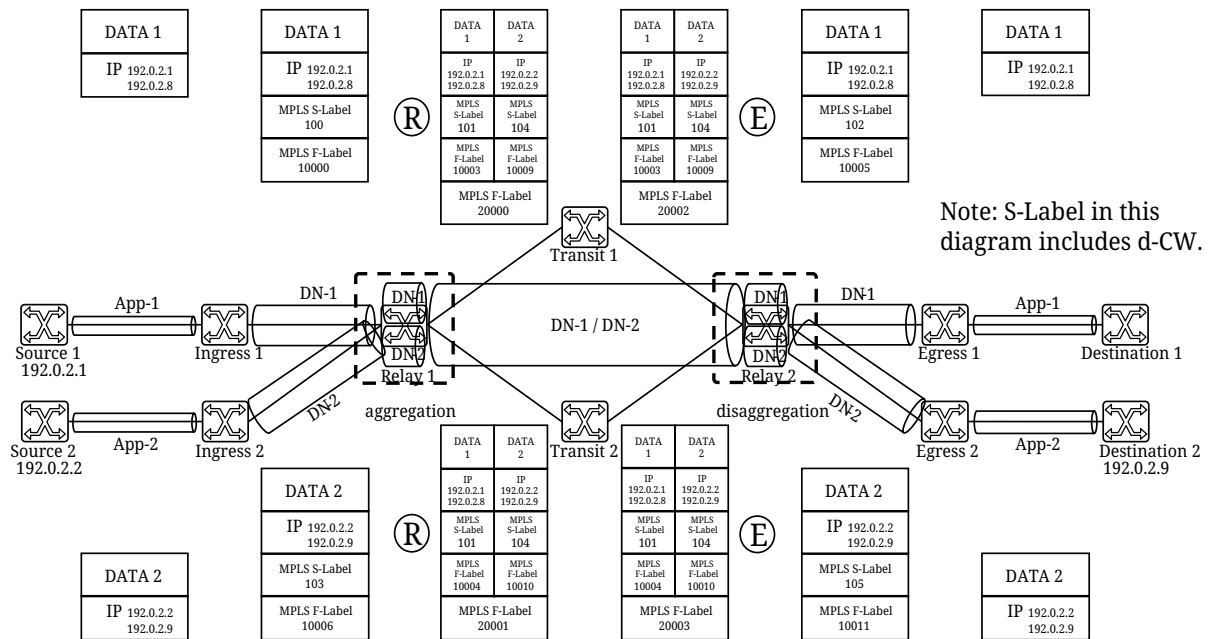 DATA 1
IP 192.0.2.1
192.0.2.8
DATA 1
IP 192.0.2.1
192.0.2.8
MPLS S-Label
100
MPLS F-Label
10000
R
DATA
1
IP
192.0.2.1
192.0.2.8
MPLS
S-Label
101
MPLS
F-Label
10003
DATA
2
IP
192.0.2.2
192.0.2.9
MPLS
S-Label
104
MPLS
F-Label
10009
MPLS F-Label
20000
DATA
1
IP
192.0.2.1
192.0.2.8
MPLS
S-Label
101
MPLS
F-Label
10003
DATA
2
IP
192.0.2.2
192.0.2.9
MPLS
S-Label
104
MPLS
F-Label
10009
MPLS F-Label
20002
E
DATA 1
IP 192.0.2.1
192.0.2.8
MPLS S-Label
102
MPLS F-Label
10005
DATA 1
IP 192.0.2.1
192.0.2.8
Note: S-Label in this
diagram includes d-CW.
Transit 1
Source 1
192.0.2.1
App-1
Ingress 1
DN-1
DN-1
DN-2
Relay 1
aggregation
DN-1 / DN-2
DN-1
DN-2
Relay 2
disaggregation
DN-1
Egress 1
App-1
Destination 1
Source 2
192.0.2.2
App-2
Ingress 2
DN-2
Transit 2
DN-2
Egress 2
App-2
Destination 2
192.0.2.9
DATA 2
IP 192.0.2.2
192.0.2.9
DATA 2
IP 192.0.2.2
192.0.2.9
MPLS S-Label
103
MPLS F-Label
10006
R
DATA
1
IP
192.0.2.1
192.0.2.8
MPLS
S-Label
101
MPLS
F-Label
10004
DATA
2
IP
192.0.2.2
192.0.2.9
MPLS
S-Label
104
MPLS
F-Label
10010
MPLS F-Label
20001
DATA
1
IP
192.0.2.1
192.0.2.8
MPLS
S-Label
101
MPLS
F-Label
10004
DATA
2
IP
192.0.2.2
192.0.2.9
MPLS
S-Label
104
MPLS
F-Label
10010
MPLS F-Label
20003
E
DATA 2
IP 192.0.2.2
192.0.2.9
MPLS S-Label
105
MPLS F-Label
10011
DATA 2
IP 192.0.2.2
192.0.2.9